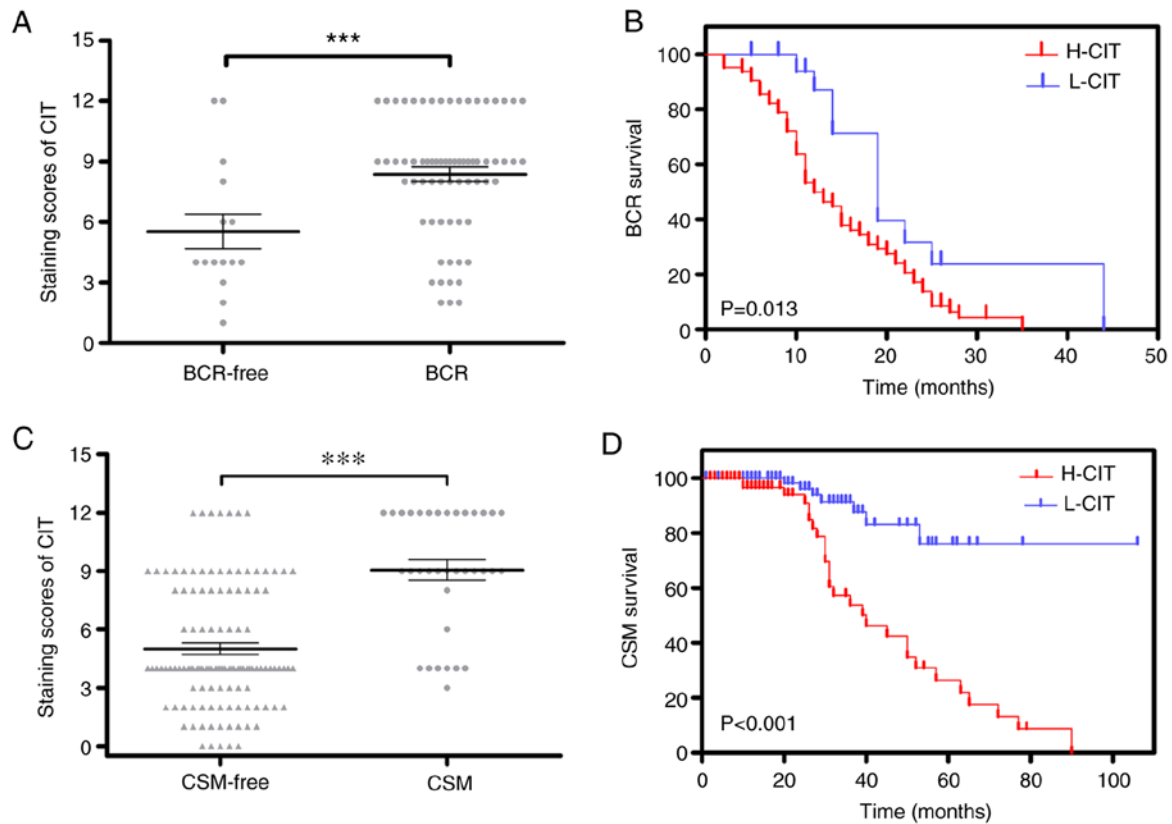 A
15
12
9
6
3
0
Staining scores of CIT
***
BCR-free
BCR
B
100
80
60
40
20
0
BCR survival
H-CIT
L-CIT
P=0.013
0 10 20 30 40 50
Time (months)
C
15
12
9
6
3
0
Staining scores of CIT
***
CSM-free
CSM
D
100
80
60
40
20
0
CSM survival
H-CIT
L-CIT
P<0.001
0 20 40 60 80 100
Time (months)